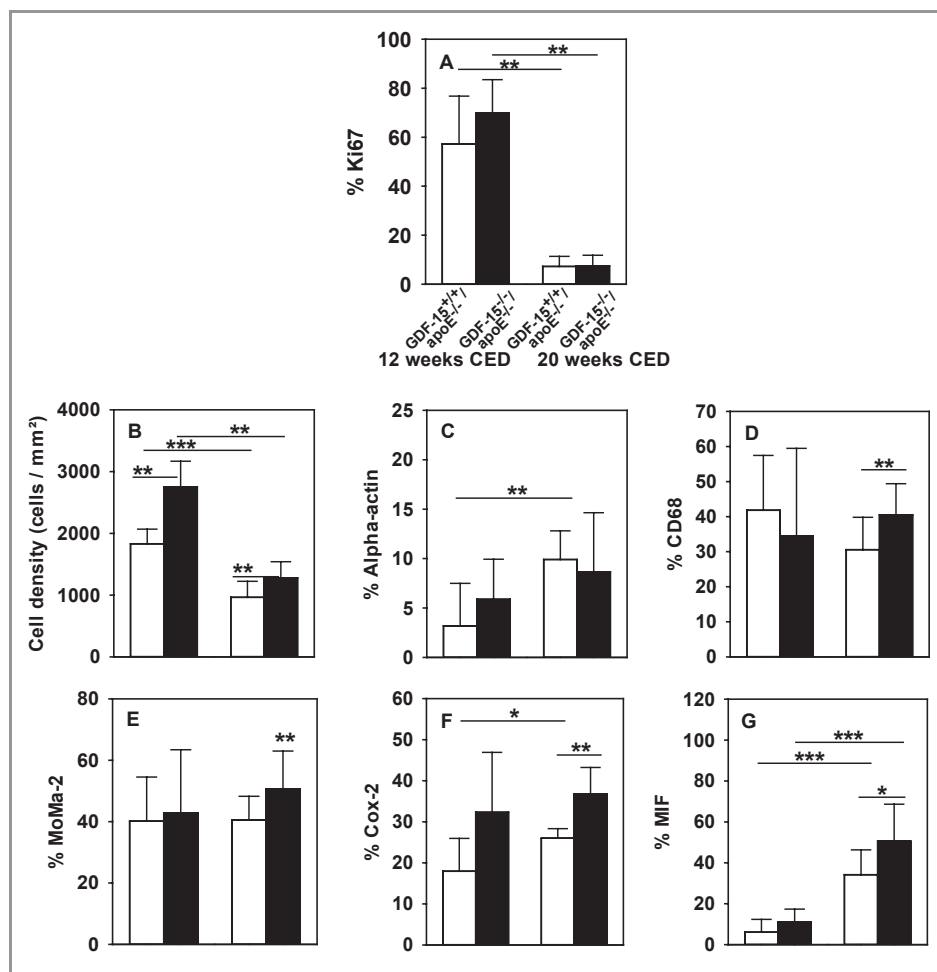 100
80
60
40
20
0
% Ki67
A
**
**
GDF-15+/+/
apoE-/-
GDF-15-/-/
apoE-/-
GDF-15+/+/
apoE-/-
GDF-15-/-/
apoE-/-
12 weeks CED
20 weeks CED
4000
3000
2000
1000
0
Cell density (cells / mm²)
B
**
***
**
**
25
20
15
10
5
0
% Alpha-actin
C
**
70
60
50
40
30
20
10
0
% CD68
D
**
80
60
40
20
0
% MoMa-2
E
**
60
50
40
30
20
10
0
% Cox-2
F
*
**
120
100
80
60
40
20
0
% MIF
G
***
***
*